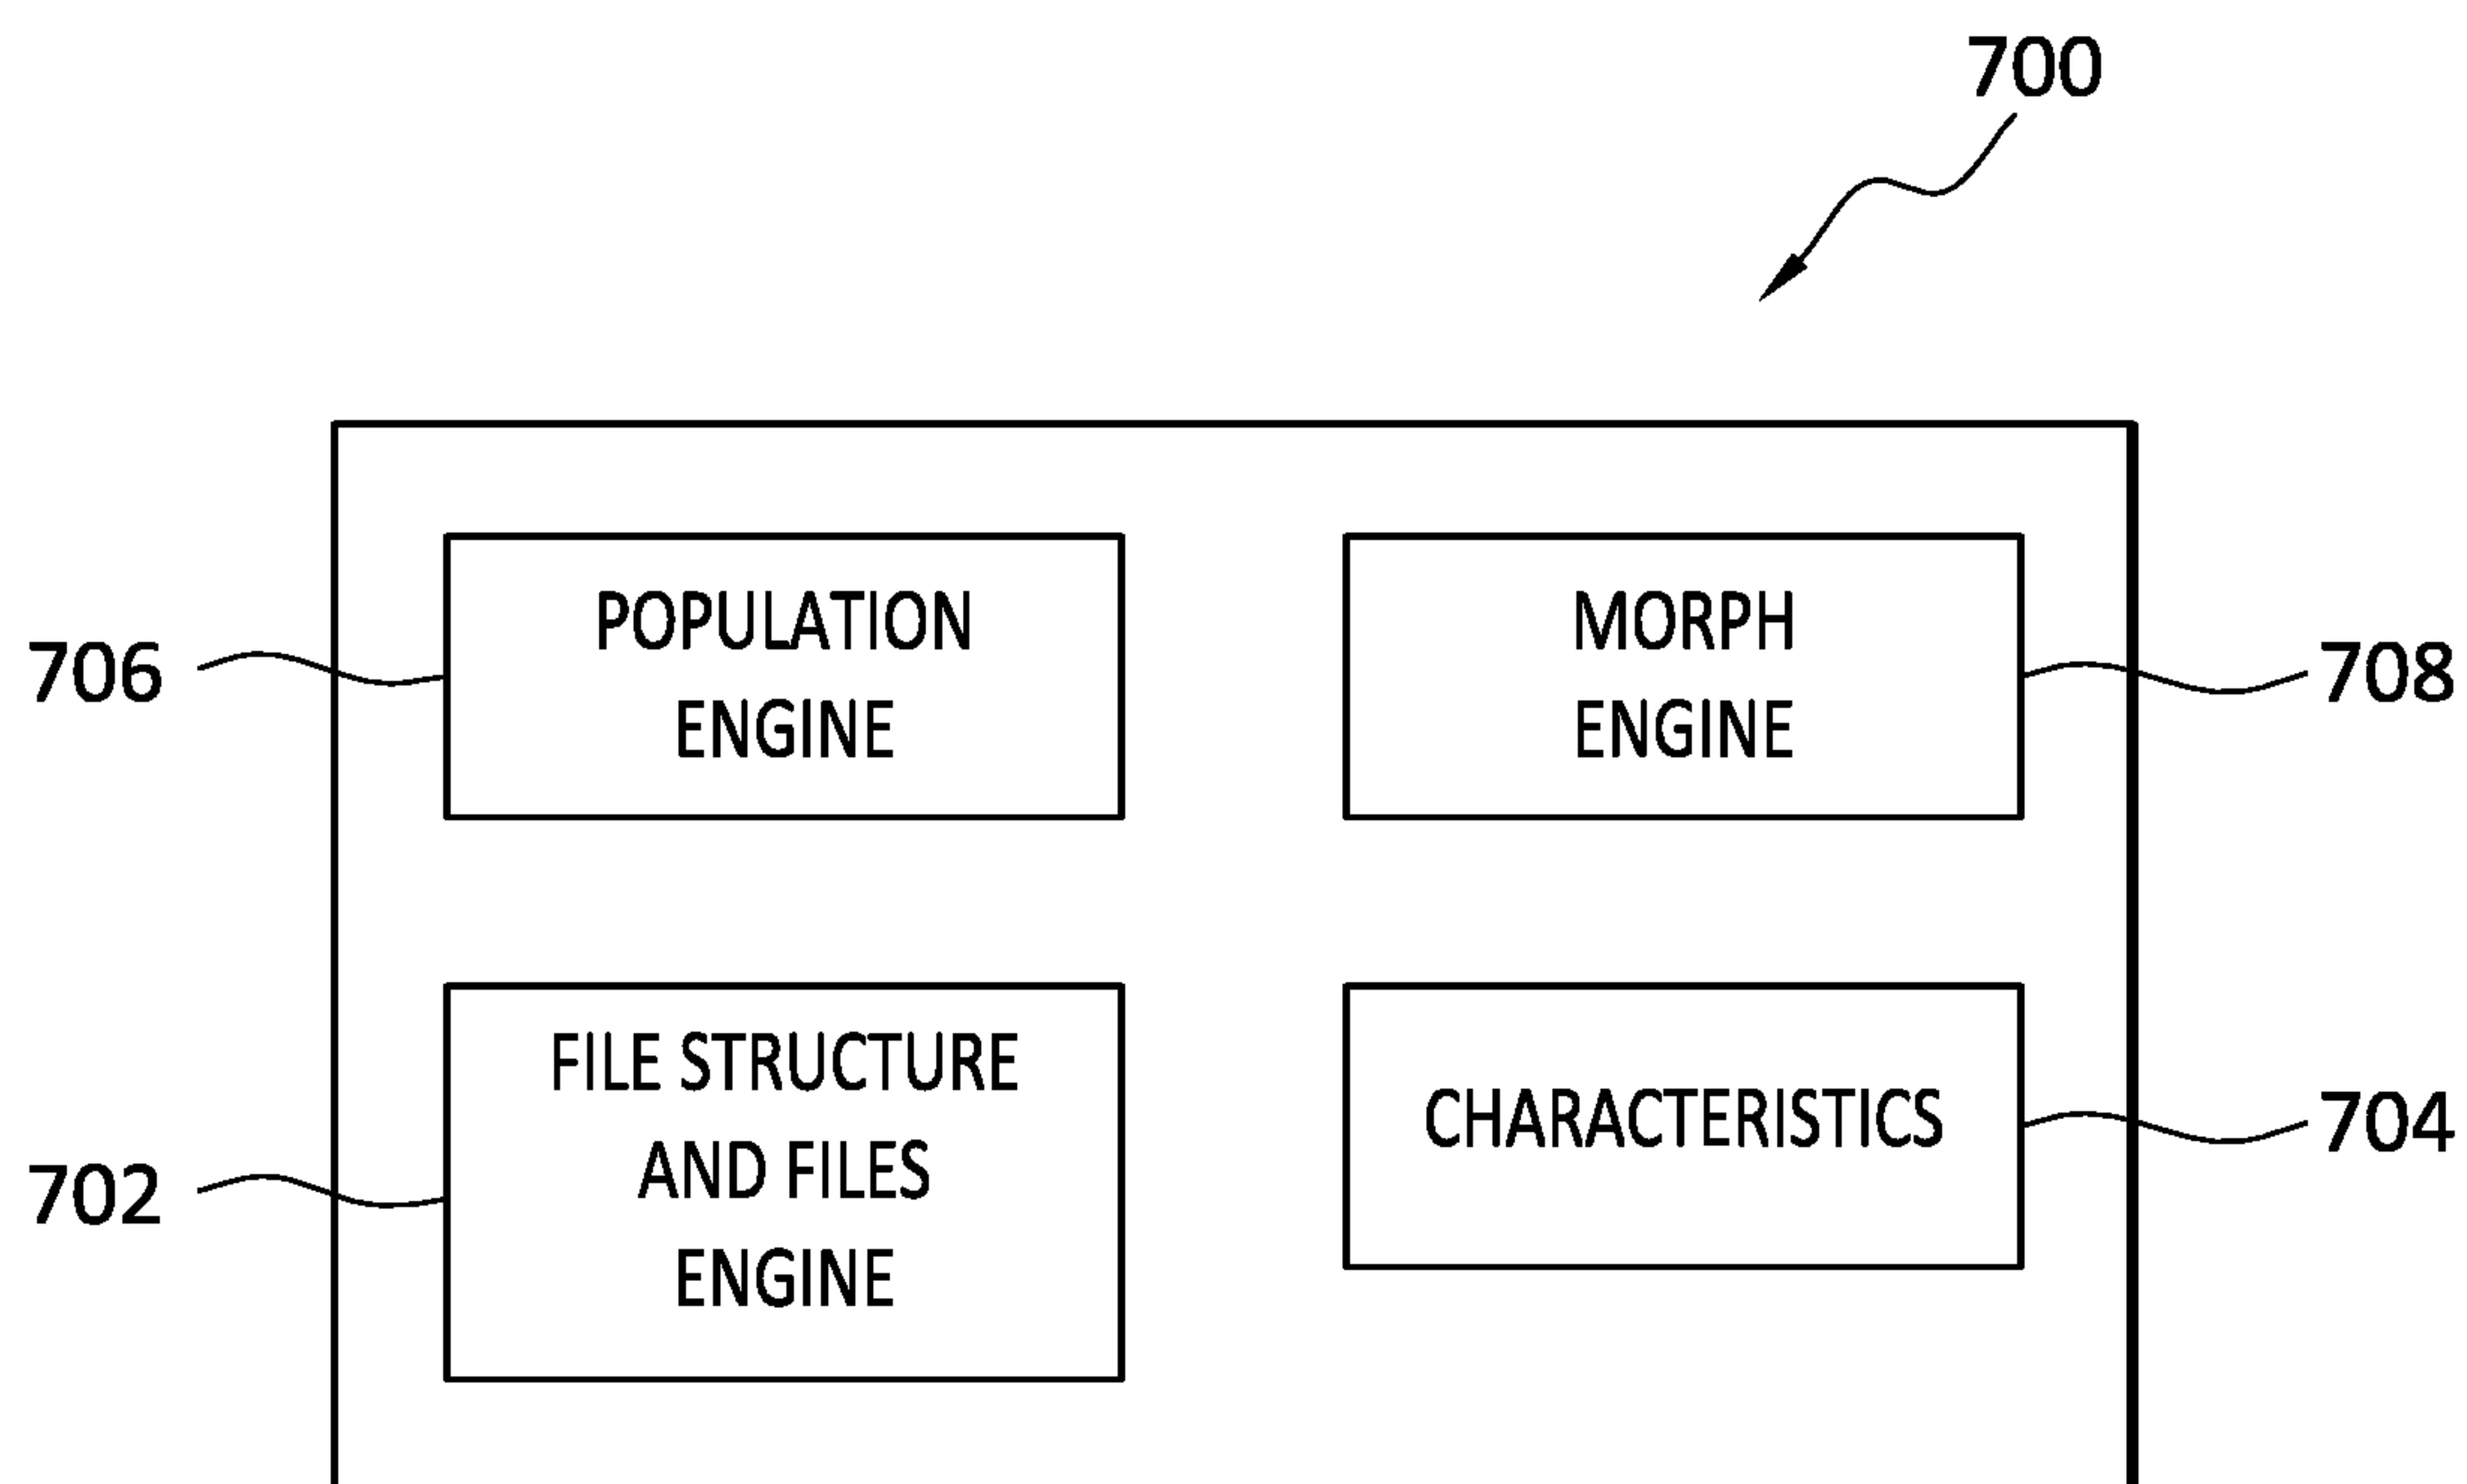 700
706
POPULATION
ENGINE
MORPH
ENGINE
708
702
FILE STRUCTURE
AND FILES
ENGINE
CHARACTERISTICS
704